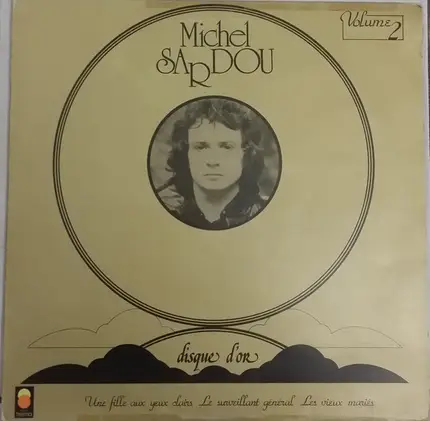 Michel
SARDOU
Volume 2
disque d'or
Une fille aux yeux clairs Le surveillant général Les vieux mariés